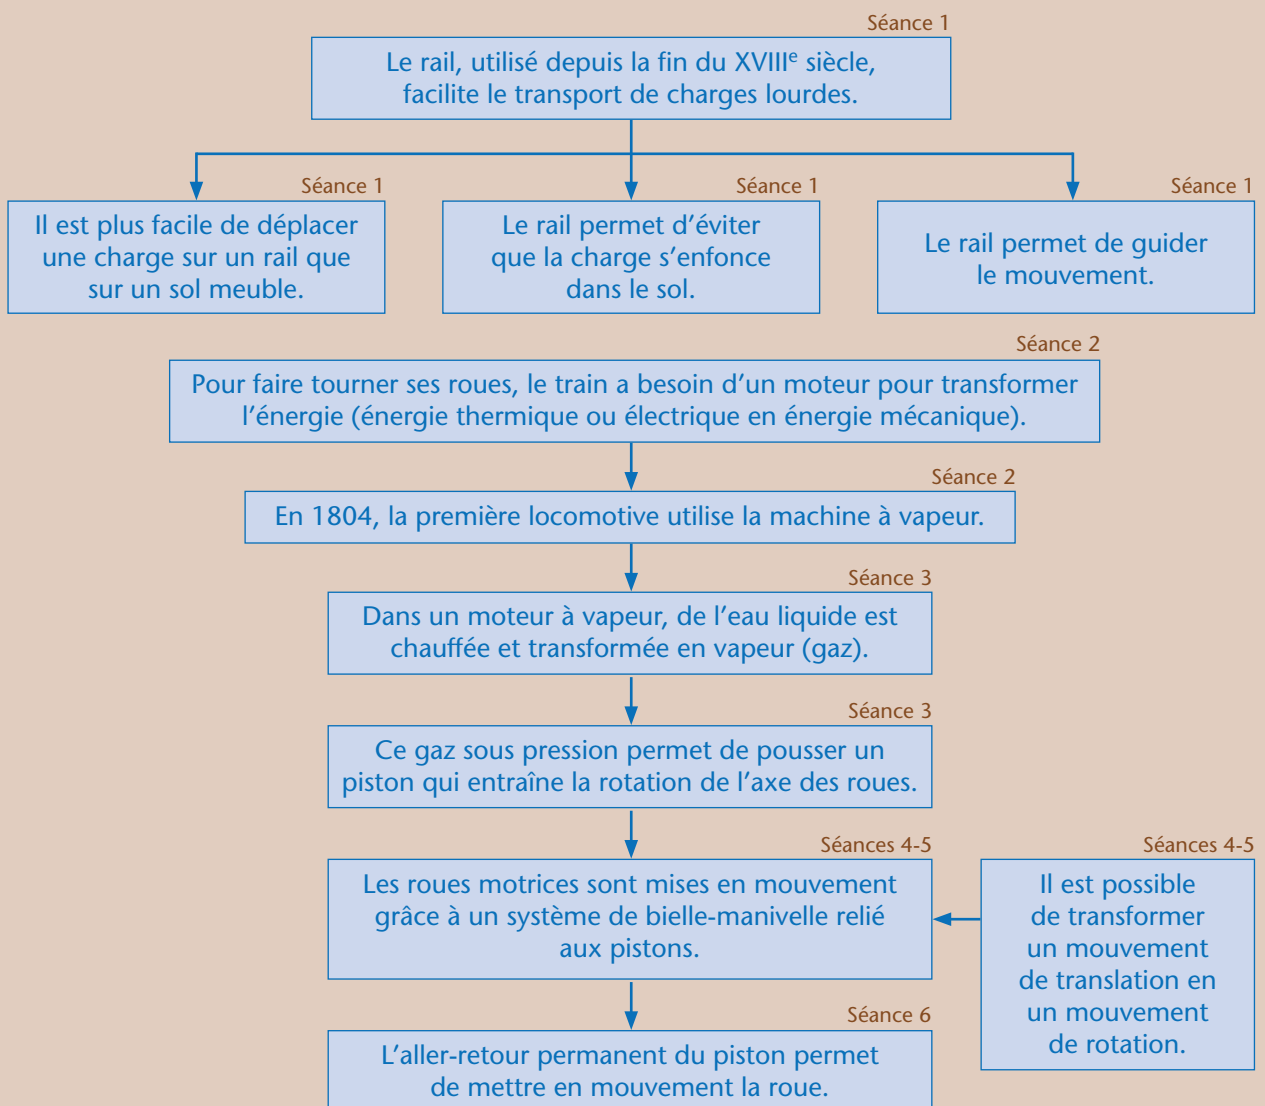 Séance 1
Le rail, utilisé depuis la fin du XVIIIe siècle,
facilite le transport de charges lourdes.
Séance 1
Il est plus facile de déplacer
une charge sur un rail que
sur un sol meuble.
Séance 1
Le rail permet d’éviter
que la charge s’enfonce
dans le sol.
Séance 1
Le rail permet de guider
le mouvement.
Séance 2
Pour faire tourner ses roues, le train a besoin d’un moteur pour transformer
l’énergie (énergie thermique ou électrique en énergie mécanique).
Séance 2
En 1804, la première locomotive utilise la machine à vapeur.
Séance 3
Dans un moteur à vapeur, de l’eau liquide est
chauffée et transformée en vapeur (gaz).
Séance 3
Ce gaz sous pression permet de pousser un
piston qui entraîne la rotation de l’axe des roues.
Séances 4-5
Les roues motrices sont mises en mouvement
grâce à un système de bielle-manivelle relié
aux pistons.
Séances 4-5
Il est possible
de transformer
un mouvement
de translation en
un mouvement
de rotation.
Séance 6
L’aller-retour permanent du piston permet
de mettre en mouvement la roue.